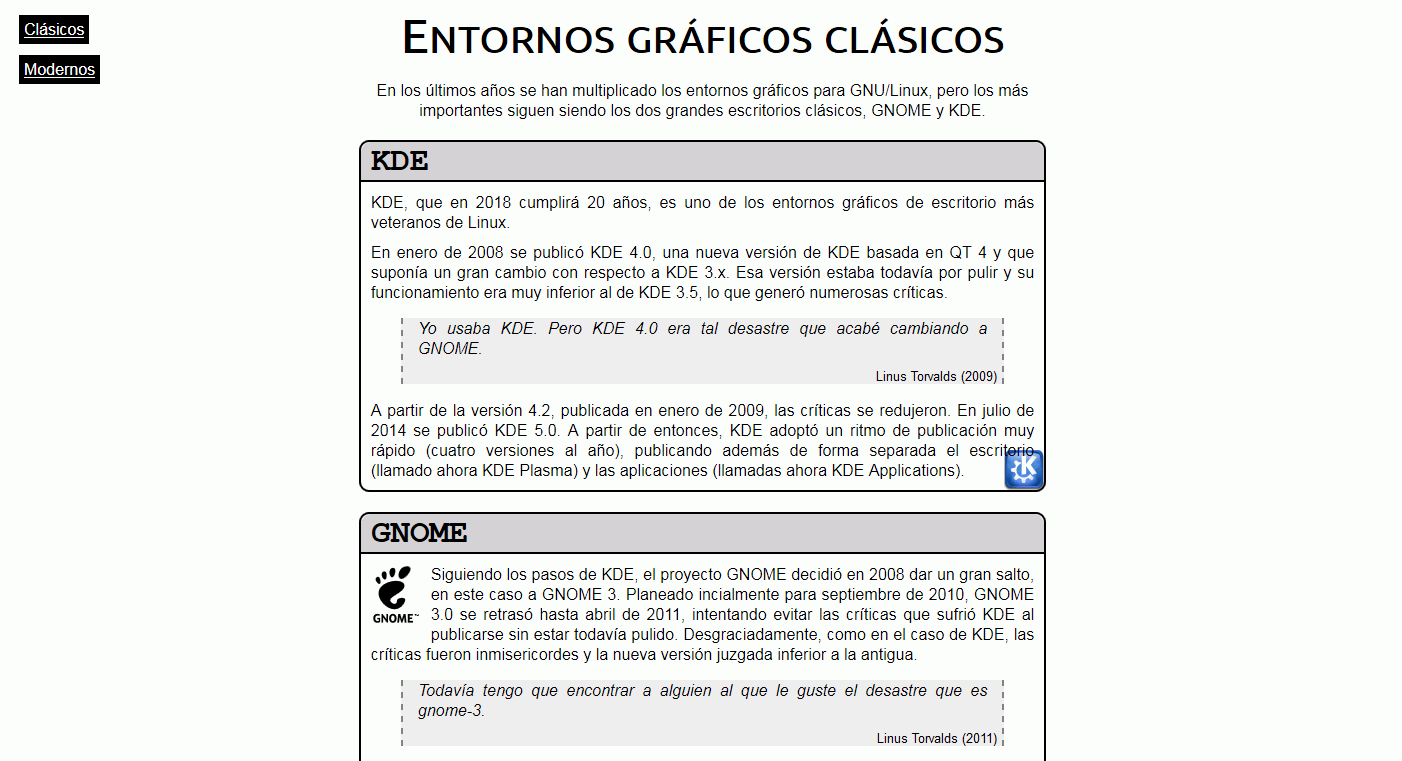 Clásicos
Modernos
Entornos gráficos clásicos
En los últimos años se han multiplicado los entornos gráficos para GNU/Linux, pero los más
importantes siguen siendo los dos grandes escritorios clásicos, GNOME y KDE.
KDE
KDE, que en 2018 cumplirá 20 años, es uno de los entornos gráficos de escritorio más
veteranos de Linux.
En enero de 2008 se publicó KDE 4.0, una nueva versión de KDE basada en QT 4 y que
suponía un gran cambio con respecto a KDE 3.x. Esa versión estaba todavía por pulir y su
funcionamiento era muy inferior al de KDE 3.5, lo que generó numerosas críticas.
Yo usaba KDE. Pero KDE 4.0 era tal desastre que acabé cambiando a
GNOME.
Linus Torvalds (2009)
A partir de la versión 4.2, publicada en enero de 2009, las críticas se redujeron. En julio de
2014 se publicó KDE 5.0. A partir de entonces, KDE adoptó un ritmo de publicación muy
rápido (cuatro versiones al año), publicando además de forma separada el escritorio
(llamado ahora KDE Plasma) y las aplicaciones (llamadas ahora KDE Applications).
K
GNOME
GNOME™
Siguiendo los pasos de KDE, el proyecto GNOME decidió en 2008 dar un gran salto,
en este caso a GNOME 3. Planeado incialmente para septiembre de 2010, GNOME
3.0 se retrasó hasta abril de 2011, intentando evitar las críticas que sufrió KDE al
publicarse sin estar todavía pulido. Desgraciadamente, como en el caso de KDE, las
críticas fueron inmisericordes y la nueva versión juzgada inferior a la antigua.
Todavía tengo que encontrar a alguien al que le guste el desastre que es
gnome-3.
Linus Torvalds (2011)